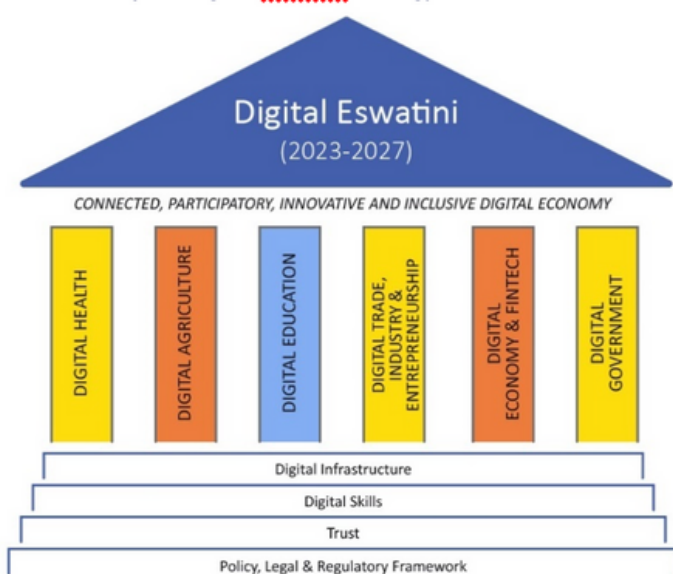 Digital Eswatini
(2023-2027)
CONNECTED, PARTICIPATORY, INNOVATIVE AND INCLUSIVE DIGITAL ECONOMY
DIGITAL HEALTH
DIGITAL AGRICULTURE
DIGITAL EDUCATION
DIGITAL TRADE,
INDUSTRY &
ENTREPRENEURSHIP
DIGITAL
ECONOMY & FINTECH
DIGITAL
GOVERNMENT
Digital Infrastructure
Digital Skills
Trust
Policy, Legal & Regulatory Framework